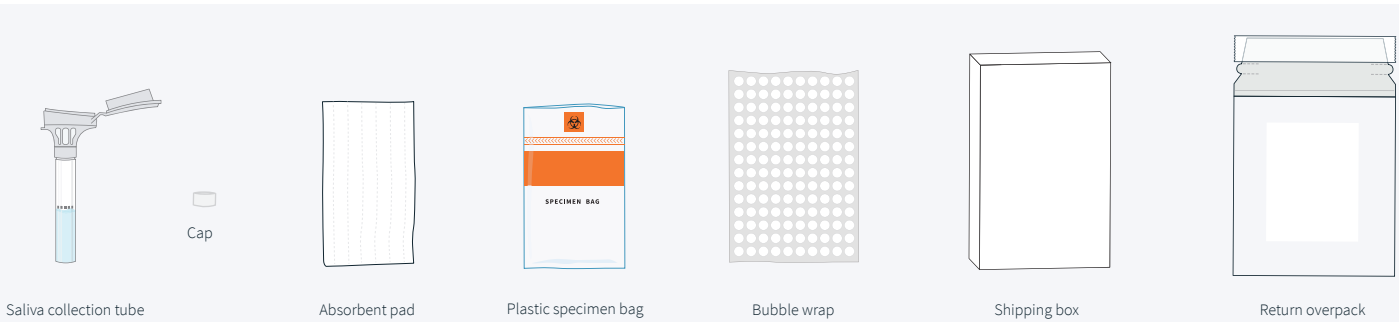 SPECIMEN BAG
Cap
Saliva collection tube
Absorbent pad
Plastic specimen bag
Bubble wrap
Shipping box
Return overpack